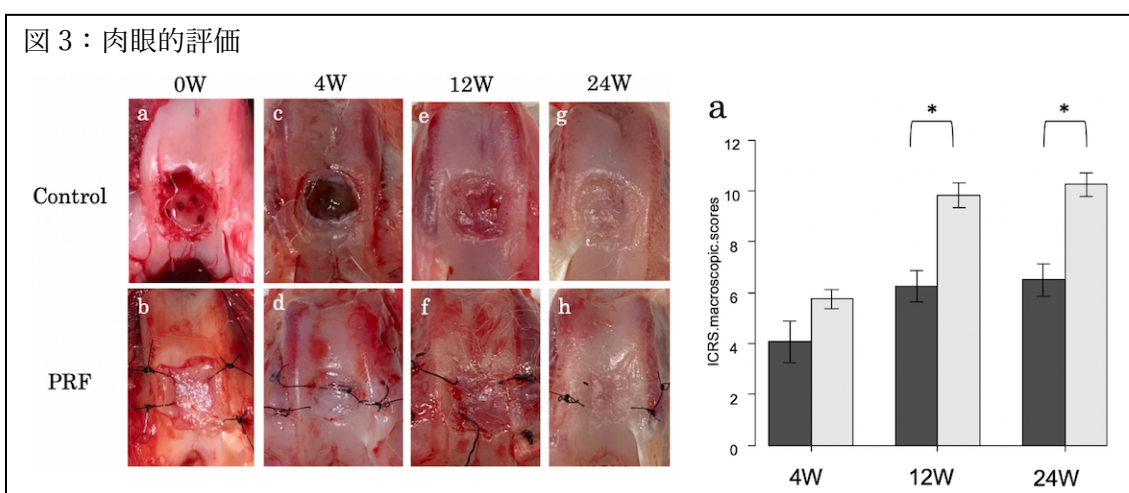 図 3：肉眼的評価
0W 4W 12W 24W
Control
a c e g
PRF
b d f h
a
* *
ICRS.macroscopic.scores
12
10
8
6
4
2
0
4W 12W 24W